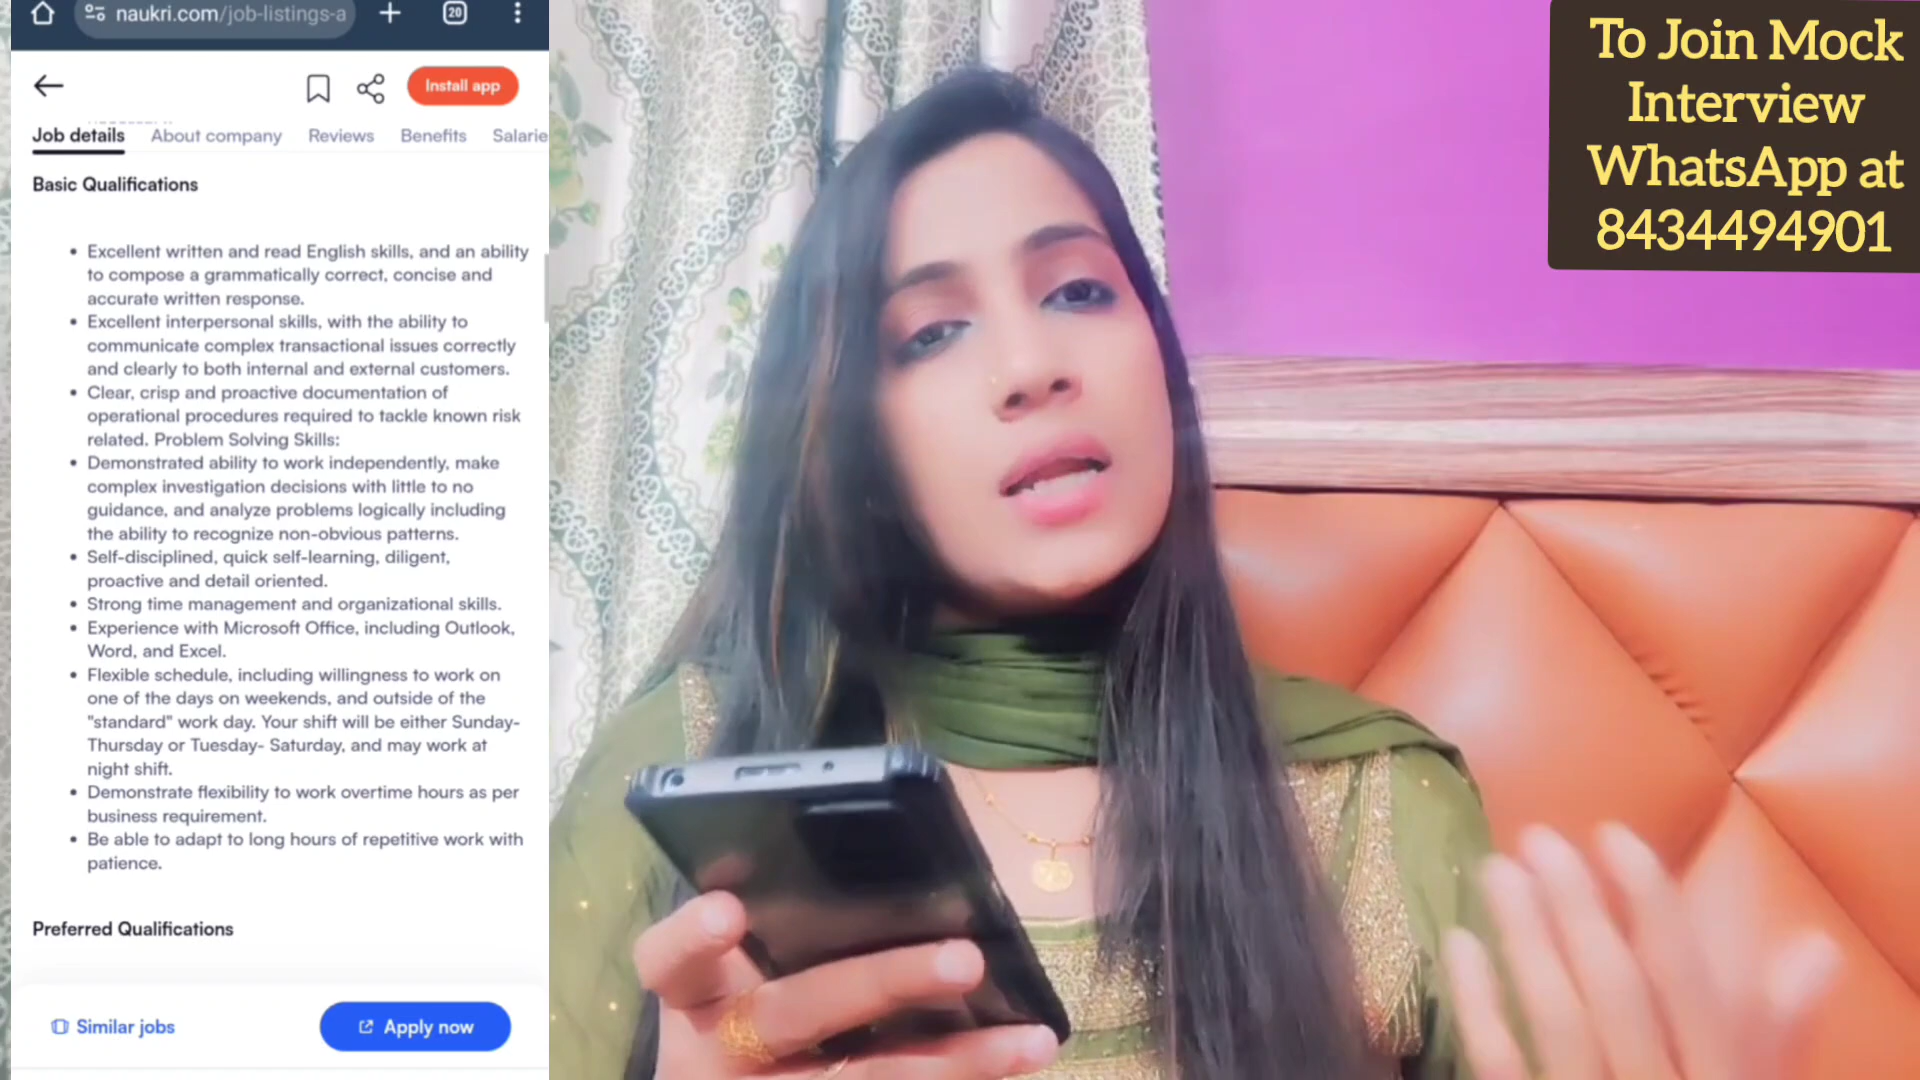 naukri.com/job-listings-a
20
Install app
Job details About company Reviews Benefits Salarie
Basic Qualifications
• Excellent written and read English skills, and an ability
to compose a grammatically correct, concise and
accurate written response.
• Excellent interpersonal skills, with the ability to
communicate complex transactional issues correctly
and clearly to both internal and external customers.
• Clear, crisp and proactive documentation of
operational procedures required to tackle known risk
related. Problem Solving Skills:
• Demonstrated ability to work independently, make
complex investigation decisions with little to no
guidance, and analyze problems logically including
the ability to recognize non-obvious patterns.
• Self-disciplined, quick self-learning, diligent,
proactive and detail oriented.
• Strong time management and organizational skills.
• Experience with Microsoft Office, including Outlook,
Word, and Excel.
• Flexible schedule, including willingness to work on
one of the days on weekends, and outside of the
"standard" work day. Your shift will be either Sunday-
Thursday or Tuesday- Saturday, and may work at
night shift.
• Demonstrate flexibility to work overtime hours as per
business requirement.
• Be able to adapt to long hours of repetitive work with
patience.
Preferred Qualifications
Similar jobs
Apply now
To Join Mock
Interview
WhatsApp at
8434494901